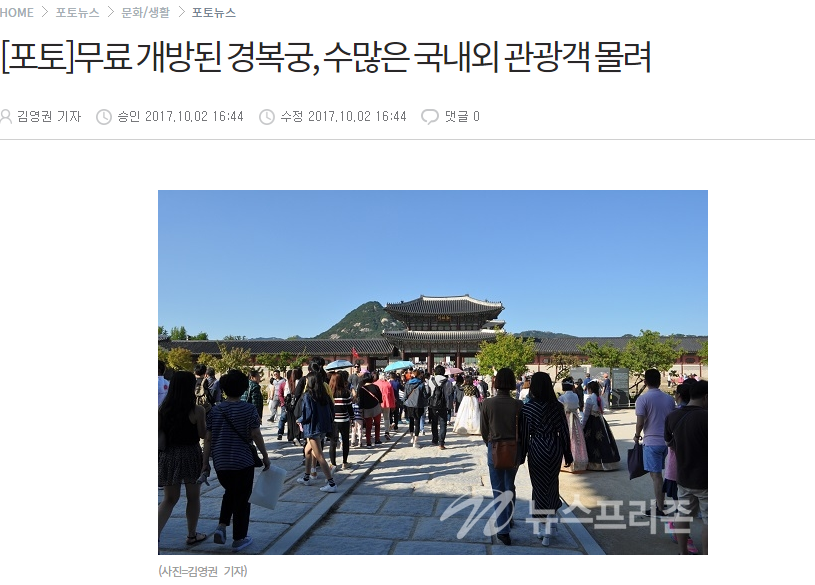 HOME > 포토뉴스 > 문화/생활 > 포토뉴스
[포토]무료 개방된 경복궁, 수많은 국내외 관광객 몰려
김영권 기자 승인 2017.10.02 16:44 수정 2017.10.02 16:44 댓글 0
뉴스프리존
(사진=김영권 기자)